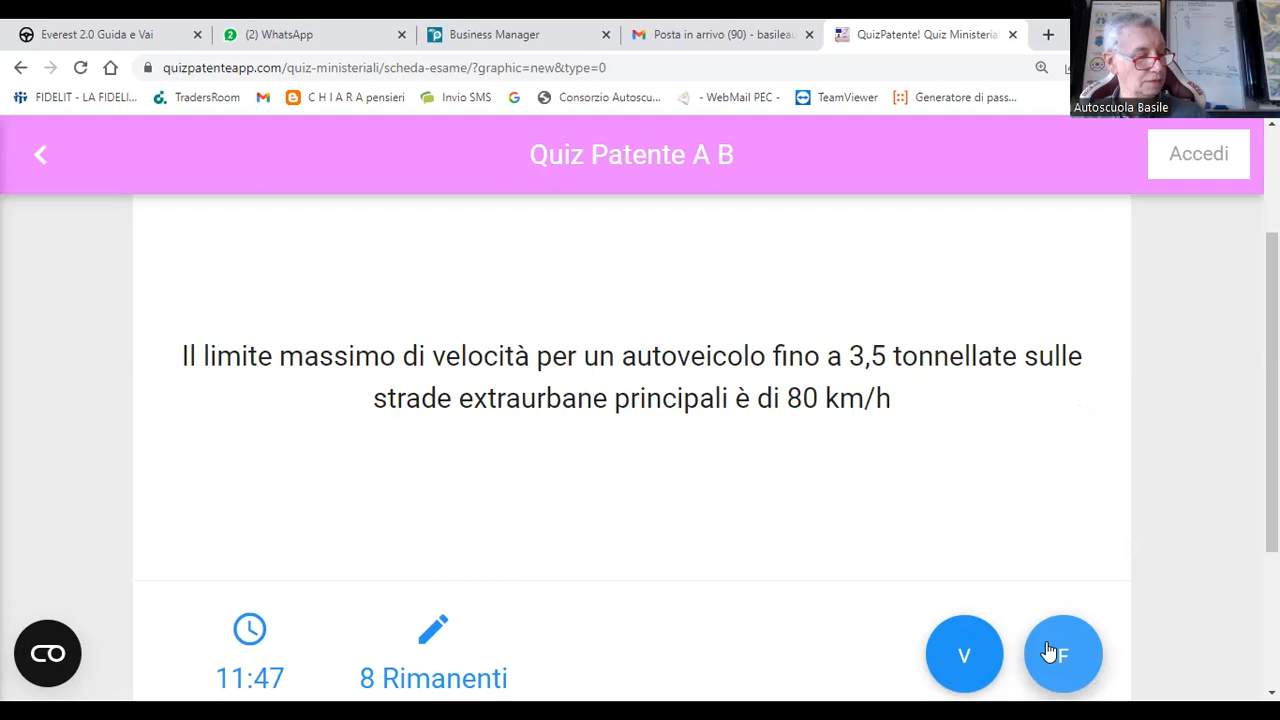 Everest 2.0 Guida e Vai
(2) WhatsApp
Business Manager
Posta in arrivo (90) - basiles
QuizPatente! Quiz Ministeria
quizpatenteapp.com/quiz-ministeriali/scheda-esame/?graphic=new&type=0
FIDELIT - LA FIDELI...
TradersRoom
C H I A R A pensieri
Invio SMS
Consorzio Autoscu...
- WebMail PEC -
TeamViewer
Generatore di pass...
Autoscuola Basile
Quiz Patente A B
Accedi
Il limite massimo di velocità per un autoveicolo fino a 3,5 tonnellate sulle
strade extraurbane principali è di 80 km/h
11:47
8 Rimanenti
V
F